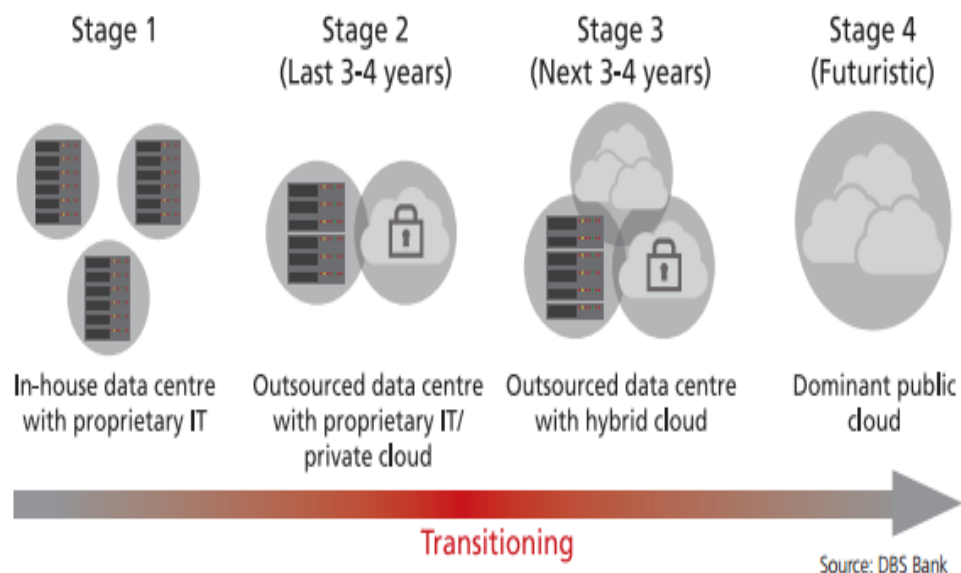 Stage 1
Stage 2
(Last 3-4 years)
Stage 3
(Next 3-4 years)
Stage 4
(Futuristic)
In-house data centre
with proprietary IT
Outsourced data centre
with proprietary IT/
private cloud
Outsourced data centre
with hybrid cloud
Dominant public
cloud
Transitioning
Source: DBS Bank